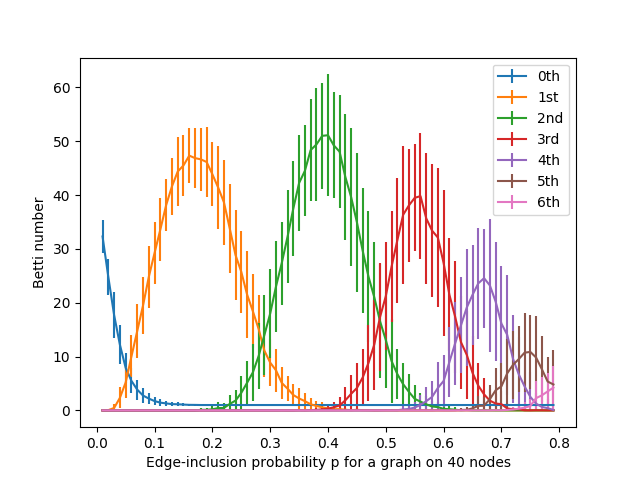 0th
1st
2nd
3rd
4th
5th
6th
Betti number
60
50
40
30
20
10
0
0.0 0.1 0.2 0.3 0.4 0.5 0.6 0.7 0.8
Edge-inclusion probability p for a graph on 40 nodes